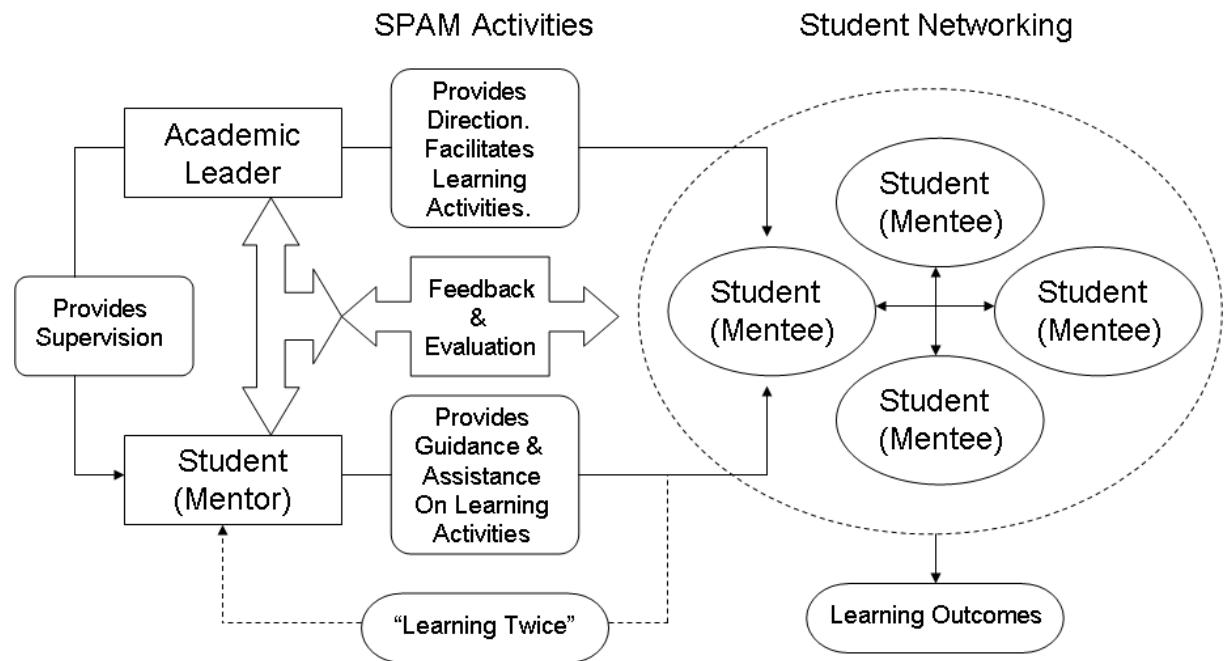 SPAM Activities
Student Networking
Academic
Leader
Provides
Direction.
Facilitates
Learning
Activities.
Provides
Supervision
Feedback
&
Evaluation
Student
(Mentor)
Provides
Guidance &
Assistance
On Learning
Activities
"Learning Twice"
Student
(Mentee)
Student
(Mentee)
Student
(Mentee)
Student
(Mentee)
Learning Outcomes